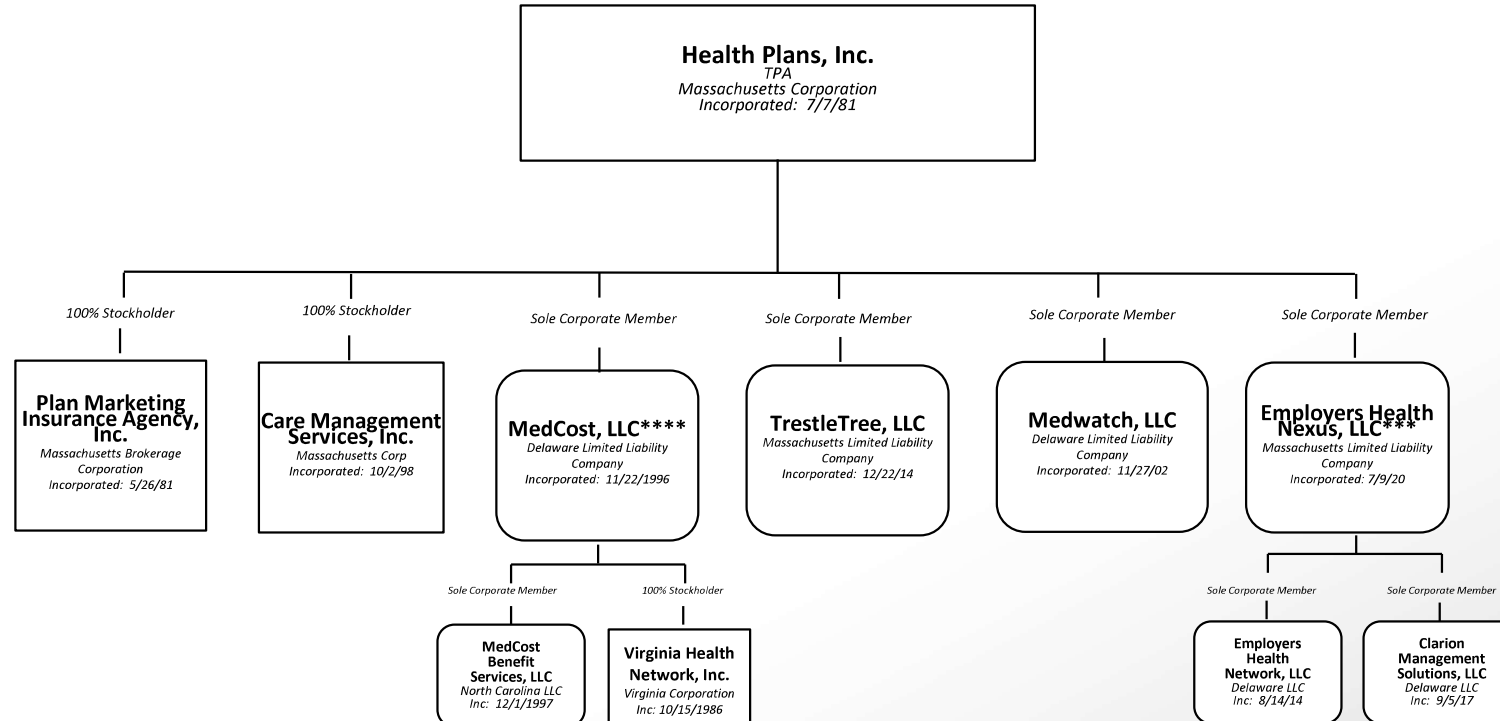 Health Plans, Inc.
TPA
Massachusetts Corporation
Incorporated: 7/7/81
100% Stockholder
100% Stockholder
Sole Corporate Member
Sole Corporate Member
Sole Corporate Member
Sole Corporate Member
Plan Marketing
Insurance Agency,
Inc.
Massachusetts Brokerage
Corporation
Incorporated: 5/26/81
Care Management
Services, Inc.
Massachusetts Corp
Incorporated: 10/2/98
MedCost, LLC****
Delaware Limited Liability
Company
Incorporated: 11/22/1996
TrestleTree, LLC
Massachusetts Limited Liability
Company
Incorporated: 12/22/14
Medwatch, LLC
Delaware Limited Liability
Company
Incorporated: 11/27/02
Employers Health
Nexus, LLC***
Massachusetts Limited Liability
Company
Incorporated: 7/9/20
Sole Corporate Member
100% Stockholder
Sole Corporate Member
Sole Corporate Member
MedCost
Benefit
Services, LLC
North Carolina LLC
Inc: 12/1/1997
Virginia Health
Network, Inc.
Virginia Corporation
Inc: 10/15/1986
Employers
Health
Network, LLC
Delaware LLC
Inc: 8/14/14
Clarion
Management
Solutions, LLC
Delaware LLC
Inc: 9/5/17